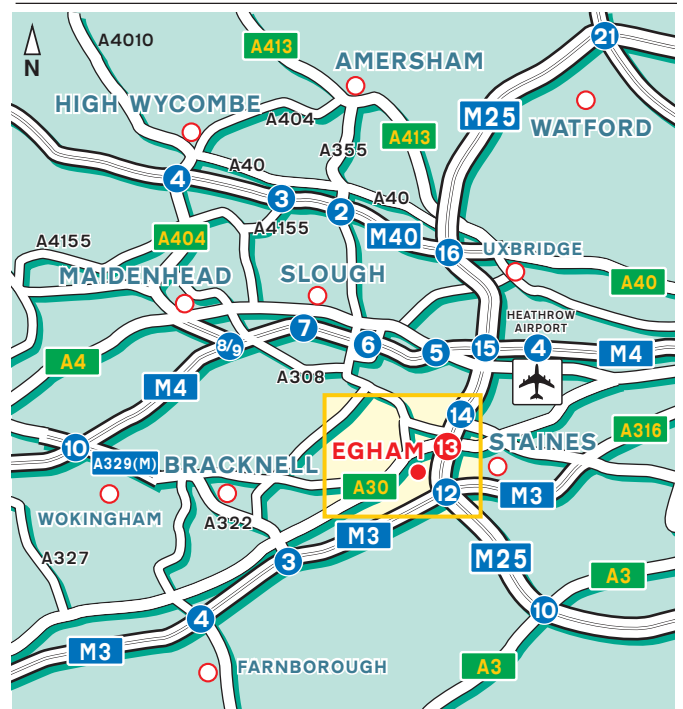 A4010
A413
21
N
AMERSHAM
HIGH WYCOMBE
A404
M25
WATFORD
A355
A413
A40
4
3
2
A40
A4155
A404
A4155
M40
16
UXBRIDGE
MAIDENHEAD
SLOUGH
A40
HEATHROW
AIRPORT
7
8/9
6
5
15
4
M4
A4
M4
A308
14
A316
10
EGHAM
13
STAINES
A329(M)
BRACKNELL
A30
12
M3
WOKINGHAM
A322
M3
A327
3
M25
A3
10
4
M3
FARNBOROUGH
A3